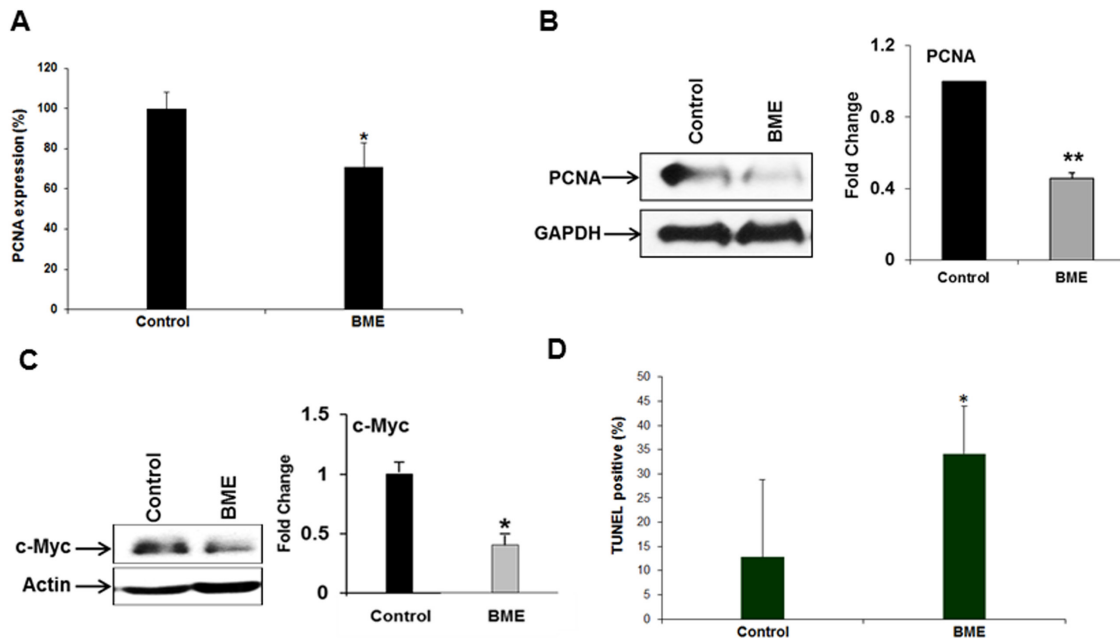 A
120
100
80
60
40
20
0
PCNA expression (%)
*
Control
BME
B
Control
BME
PCNA
GAPDH
1.2
0.8
0.4
0
Fold Change
PCNA
**
Control
BME
C
Control
BME
c-Myc
Actin
1.5
1
0.5
0
Fold Change
c-Myc
*
Control
BME
D
50
45
40
35
30
25
20
15
10
5
0
TUNEL positive (%)
*
Control
BME